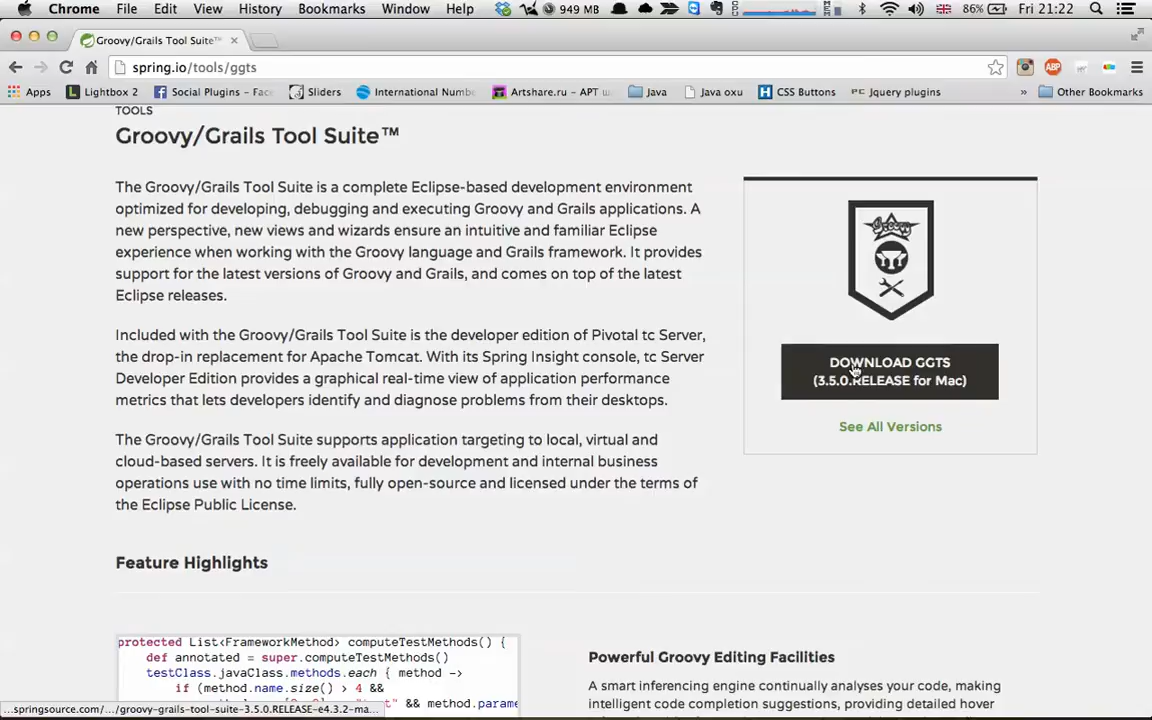 Chrome File Edit View History Bookmarks Window Help 949 MB 86% Fri 21:22
Groovy/Grails Tool Suite™
spring.io/tools/ggts
Apps Lightbox 2 Social Plugins - Fac Sliders International Numb Artshare.ru - APT ш Java Java oxu CSS Buttons Jquery plugins » Other Bookmarks
TOOLS
Groovy/Grails Tool Suite™
The Groovy/Grails Tool Suite is a complete Eclipse-based development environment
optimized for developing, debugging and executing Groovy and Grails applications. A
new perspective, new views and wizards ensure an intuitive and familiar Eclipse
experience when working with the Groovy language and Grails framework. It provides
support for the latest versions of Groovy and Grails, and comes on top of the latest
Eclipse releases.
Included with the Groovy/Grails Tool Suite is the developer edition of Pivotal tc Server,
the drop-in replacement for Apache Tomcat. With its Spring Insight console, tc Server
Developer Edition provides a graphical real-time view of application performance
metrics that lets developers identify and diagnose problems from their desktops.
The Groovy/Grails Tool Suite supports application targeting to local, virtual and
cloud-based servers. It is freely available for development and internal business
operations use with no time limits, fully open-source and licensed under the terms of
the Eclipse Public License.
Groovy
DOWNLOAD GGTS
(3.5.0.RELEASE for Mac)
See All Versions
Feature Highlights
protected List<FrameworkMethod> computeTestMethods() {
def annotated = super.computeTestMethods()
testClass.javaClass.methods.each { method ->
if (method.name.size() > 4 &&
&& method.parame
Powerful Groovy Editing Facilities
A smart inferencing engine continually analyses your code, making
intelligent code completion suggestions, providing detailed hover
...springsource.com/.../groovy-grails-tool-suite-3.5.0.RELEASE-e4.3.2-ma...